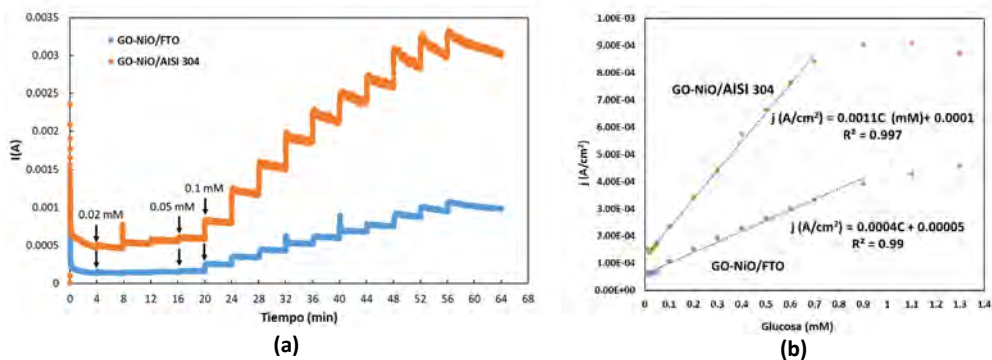 0.0035
0.003
0.0025
0.002
0.0015
0.001
0.0005
0
I(A)
GO-NiO/FTO
GO-NiO/AISI 304
0.02 mM
0.05 mM
0.1 mM
0 4 8 12 16 20 24 28 32 36 40 44 48 52 56 60 64 68
Tiempo (min)
(a)
1.00E-03
9.00E-04
8.00E-04
7.00E-04
6.00E-04
5.00E-04
4.00E-04
3.00E-04
2.00E-04
1.00E-04
0.00E+00
j (A/cm²)
GO-NiO/AISI 304
j (A/cm²) = 0.0011C (mM)+ 0.0001
R² = 0.997
j (A/cm²) = 0.0004C + 0.00005
R² = 0.99
GO-NiO/FTO
0 0.1 0.2 0.3 0.4 0.5 0.6 0.7 0.8 0.9 1 1.1 1.2 1.3 1.4
Glucosa (mM)
(b)